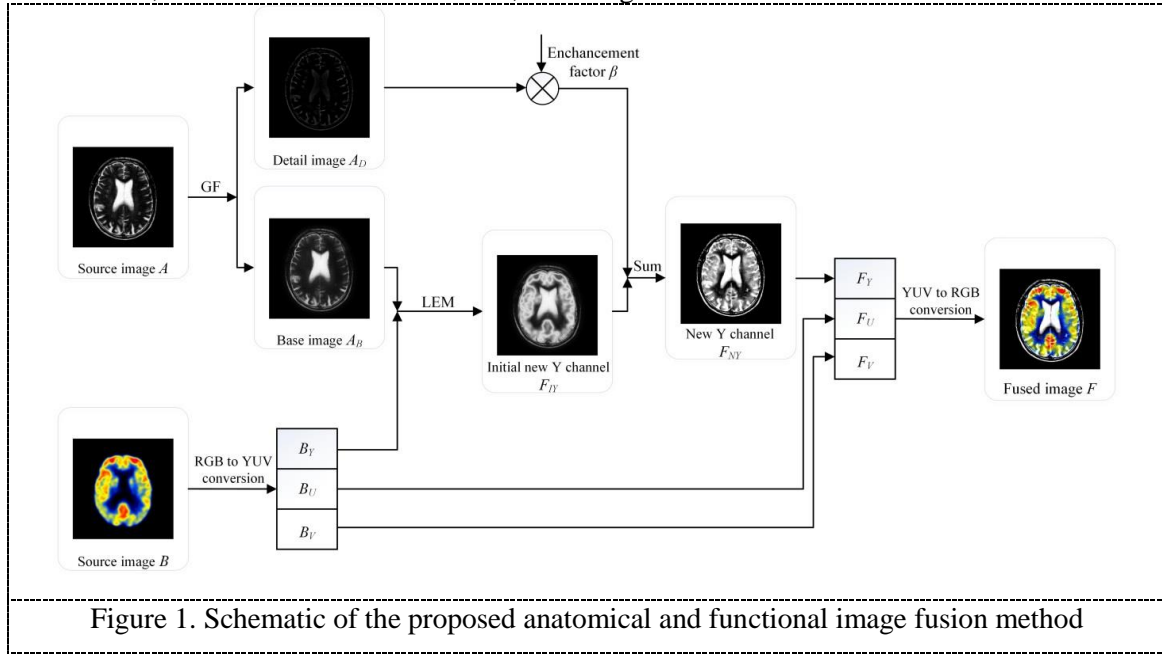 Enchancement
factor β
Detail image A_D
GF
Source image A
Base image A_B
LEM
Initial new Y channel
F_IY
Sum
New Y channel
F_NY
F_Y
F_U
F_V
YUV to RGB
conversion
Fused image F
RGB to YUV
conversion
B_Y
B_U
B_V
Source image B
Figure 1. Schematic of the proposed anatomical and functional image fusion method